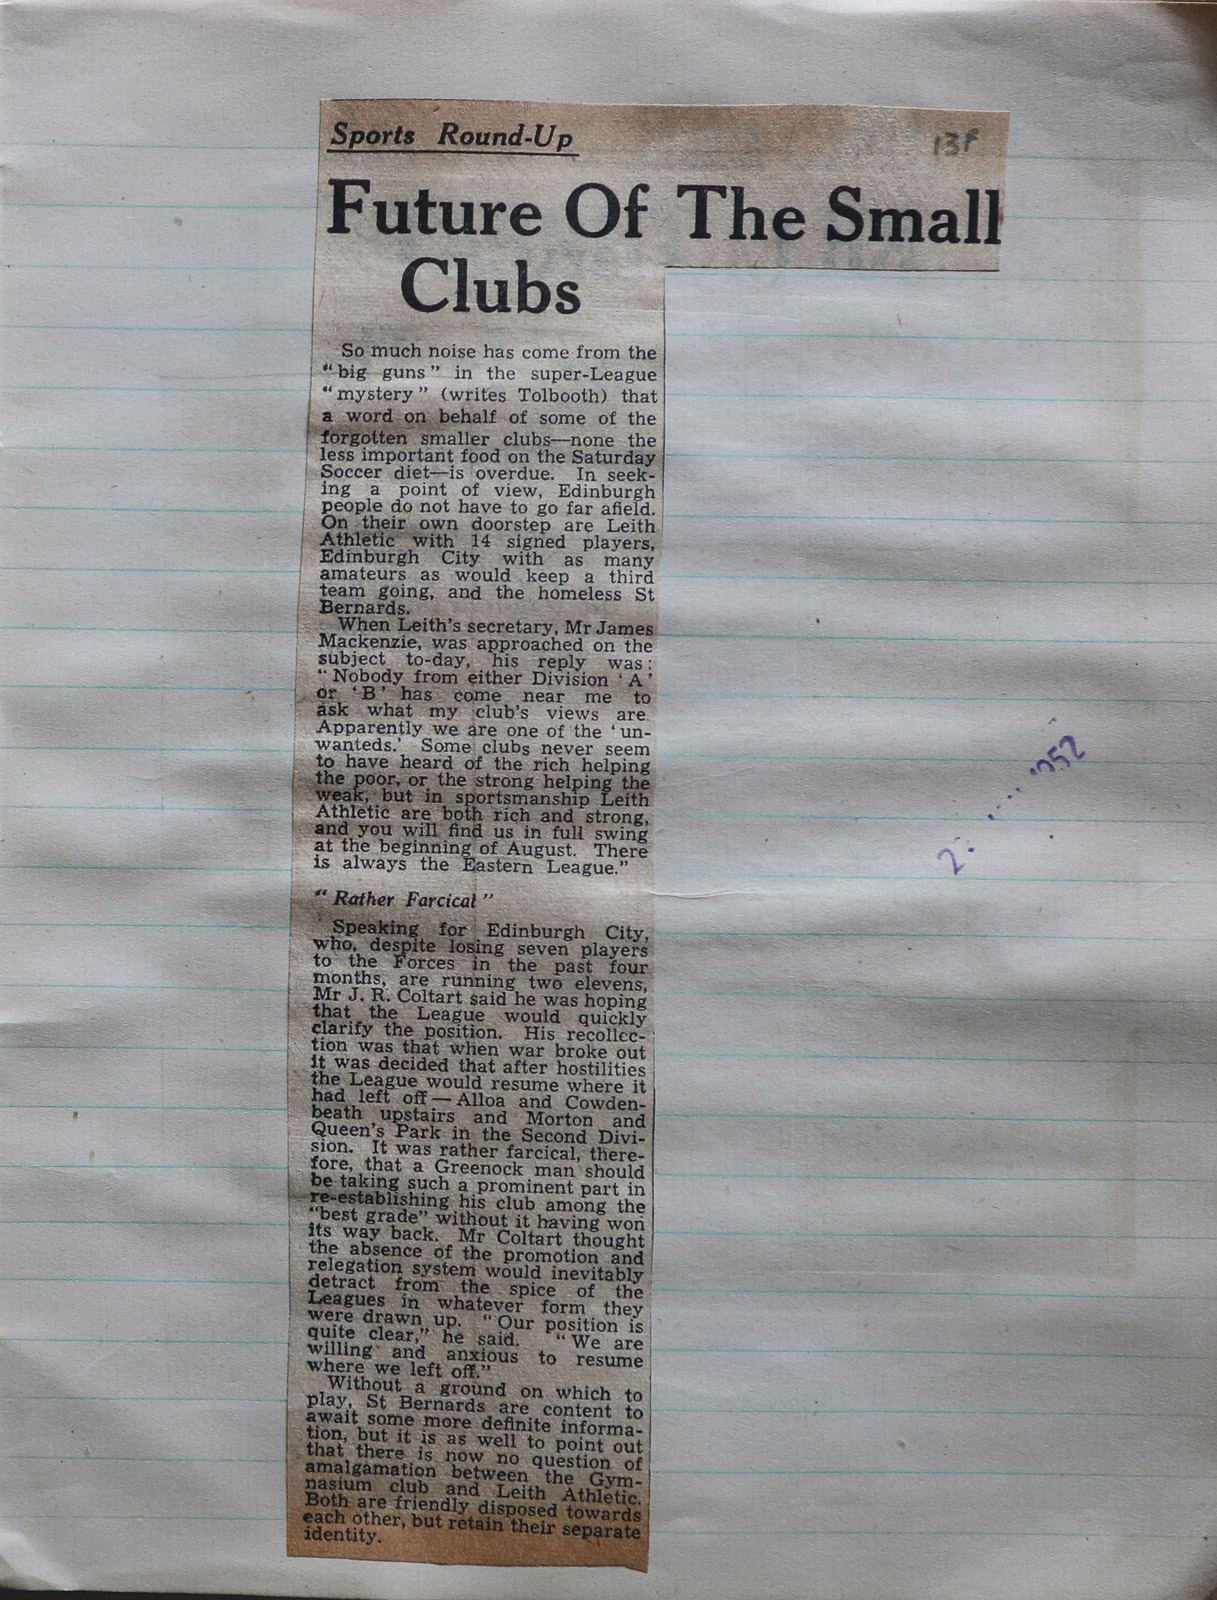 Sports Round-Up
13P
Future Of The Small
Clubs
So much noise has come from the
“big guns” in the super-League
“mystery” (writes Tolbooth) that
a word on behalf of some of the
forgotten smaller clubs—none the
less important food on the Saturday
Soccer diet—is overdue. In seek-
ing a point of view, Edinburgh
people do not have to go far afield.
On their own doorstep are Leith
Athletic with 14 signed players,
Edinburgh City with as many
amateurs as would keep a third
team going, and the homeless St
Bernards.
When Leith's secretary, Mr James
Mackenzie, was approached on the
subject to-day, his reply was:
“Nobody from either Division ‘A’
or ‘B’ has come near me to
ask what my club's views are.
Apparently we are one of the ‘un-
wanteds.’ Some clubs never seem
to have heard of the rich helping
the poor, or the strong helping the
weak, but in sportsmanship Leith
Athletic are both rich and strong,
and you will find us in full swing
at the beginning of August. There
is always the Eastern League.”
“Rather Farcical”
Speaking for Edinburgh City,
who, despite losing seven players
to the Forces in the past four
months, are running two elevens,
Mr J. R. Coltart said he was hoping
that the League would quickly
clarify the position. His recollec-
tion was that when war broke out
it was decided that after hostilities
the League would resume where it
had left off—Alloa and Cowden-
beath upstairs and Morton and
Queen's Park in the Second Divi-
sion. It was rather farcical, there-
fore, that a Greenock man should
be taking such a prominent part in
re-establishing his club among the
“best grade” without it having won
its way back. Mr Coltart thought
the absence of the promotion and
relegation system would inevitably
detract from the spice of the
Leagues in whatever form they
were drawn up. “Our position is
quite clear,” he said. “We are
willing and anxious to resume
where we left off.”
Without a ground on which to
play, St Bernards are content to
await some more definite informa-
tion, but it is as well to point out
that there is now no question of
amalgamation between the Gym-
nasium club and Leith Athletic.
Both are friendly disposed towards
each other, but retain their separate
identity.